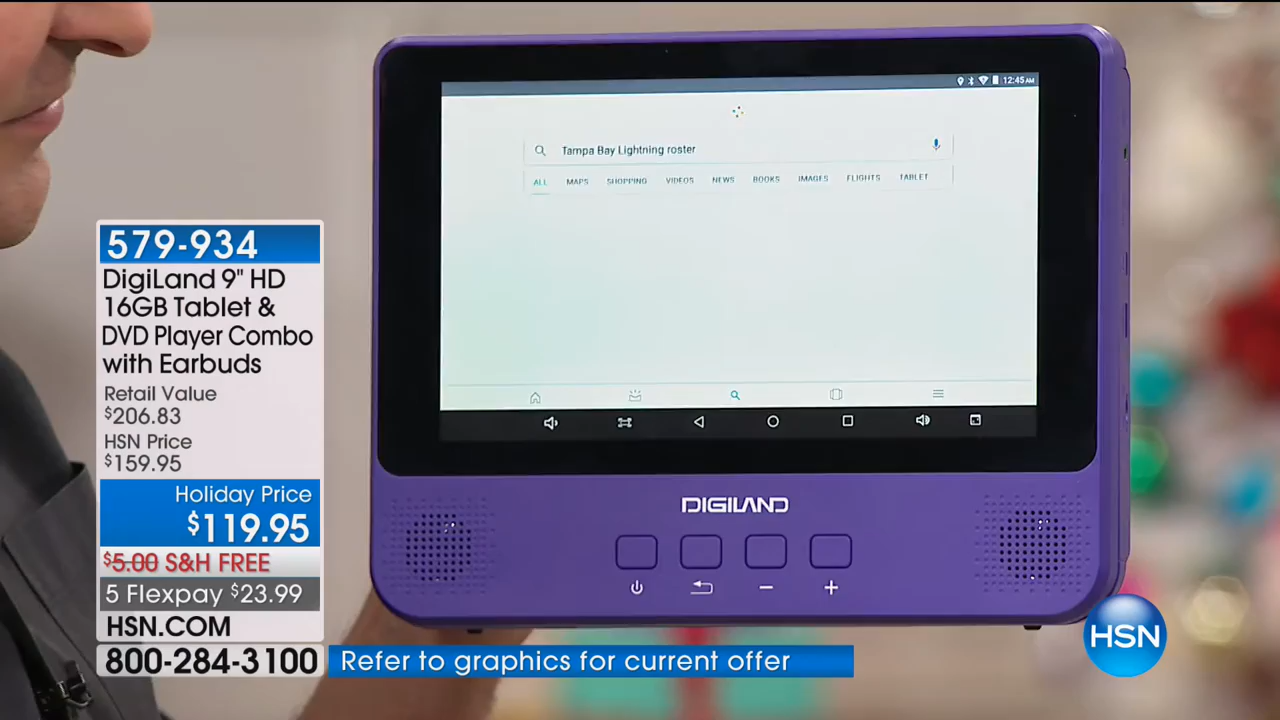 579-934
DigiLand 9" HD
16GB Tablet &
DVD Player Combo
with Earbuds
Retail Value
$206.83
HSN Price
$159.95
Holiday Price
$119.95
$5.00 S&H FREE
5 Flexpay $23.99
HSN.COM
800-284-3100
Refer to graphics for current offer
12:45AM
Tampa Bay Lightning roster
ALL MAPS SHOPPING VIDEOS NEWS BOOKS IMAGES FLIGHTS TABLET
DIGILAND
HSN